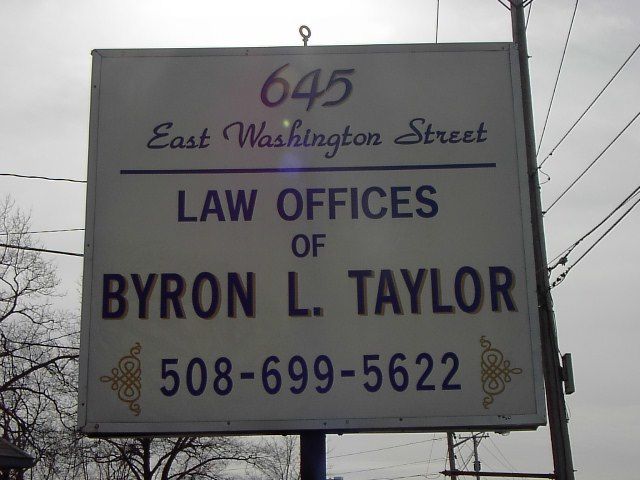 645
East Washington Street
LAW OFFICES
OF
BYRON L. TAYLOR
508-699-5622